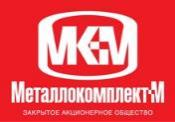 МКМ
Металлокомплект-М
ЗАКРЫТОЕ АКЦИОНЕРНОЕ ОБЩЕСТВО